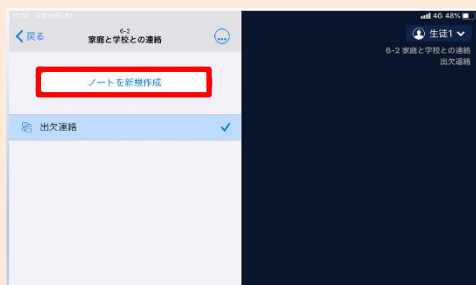 4G 48%
戻る
6-2
家庭と学校との連絡
生徒1
6-2 家庭と学校との連絡
出欠連絡
ノートを新規作成
出欠連絡